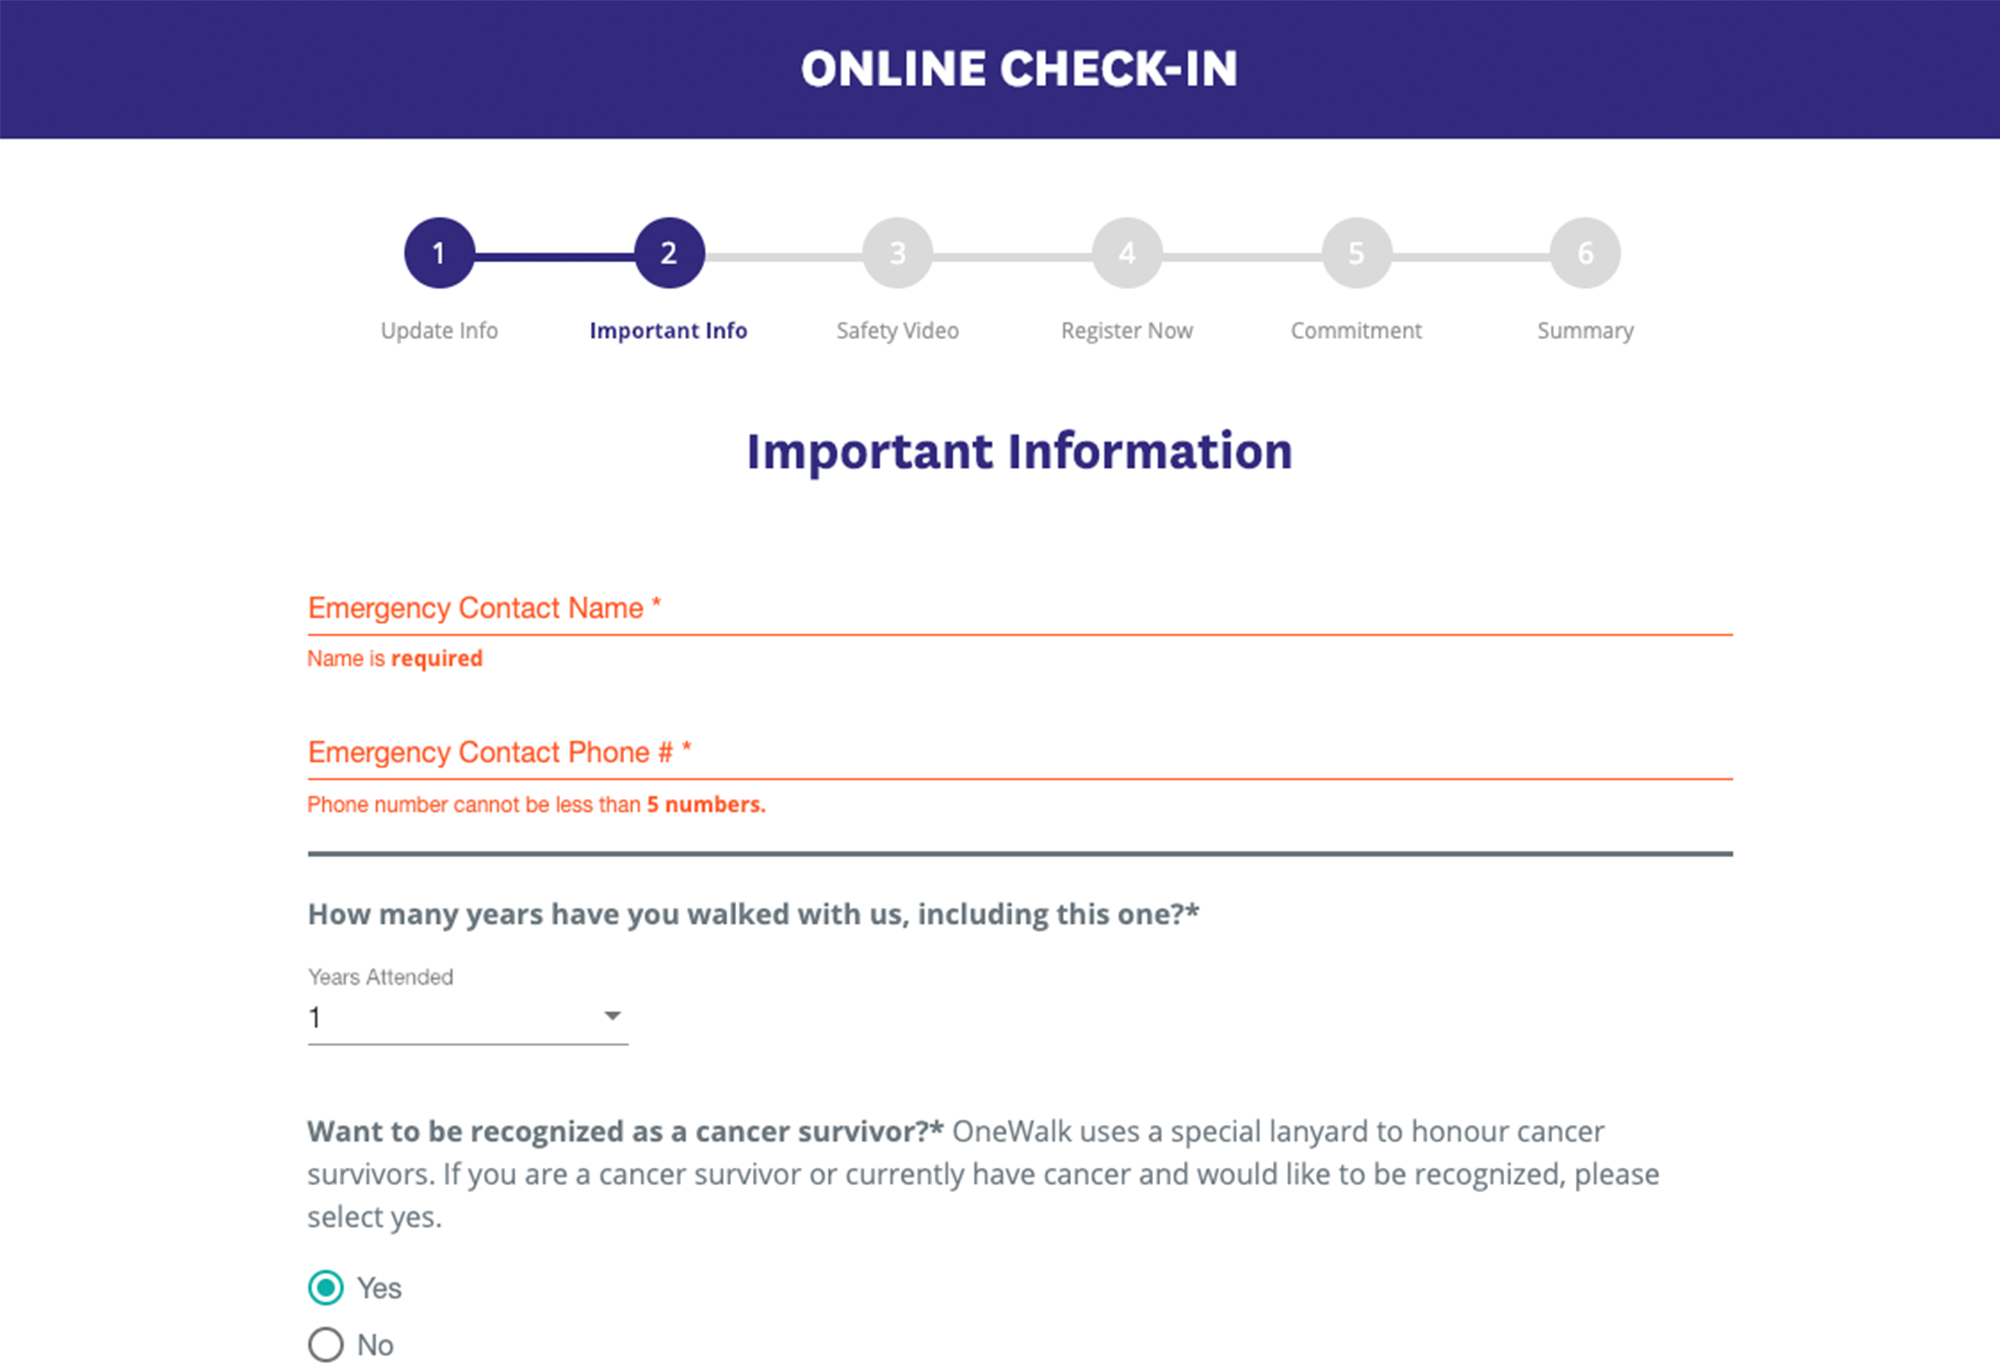 ONLINE CHECK-IN
1 2 3 4 5 6
Update Info Important Info Safety Video Register Now Commitment Summary
Important Information
Emergency Contact Name *
Name is required
Emergency Contact Phone # *
Phone number cannot be less than 5 numbers.
How many years have you walked with us, including this one?*
Years Attended
1
Want to be recognized as a cancer survivor?* OneWalk uses a special lanyard to honour cancer
survivors. If you are a cancer survivor or currently have cancer and would like to be recognized, please
select yes.
Yes
No